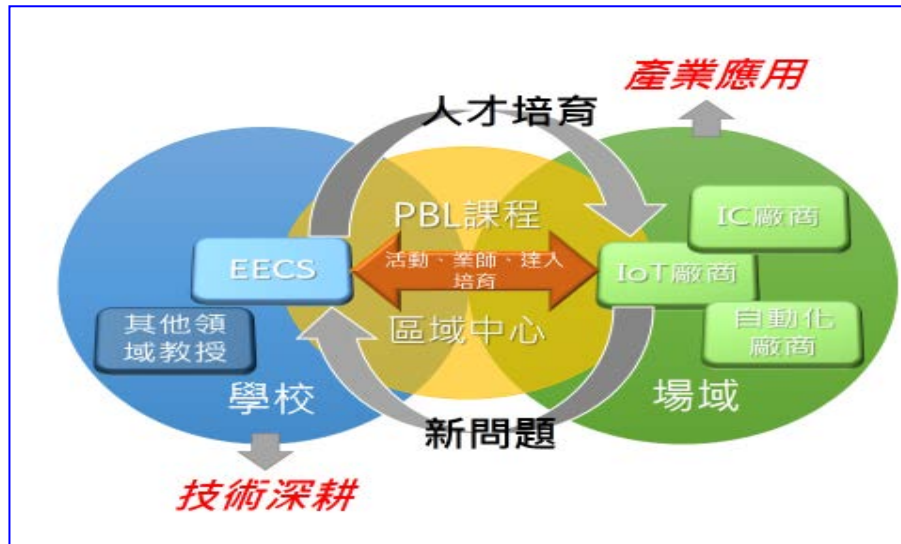 產業應用
人才培育
PBL課程
IC廠商
EECS
活動、業師、達人
培育
IoT廠商
其他領
域教授
區域中心
自動化
廠商
學校
場域
新問題
技術深耕